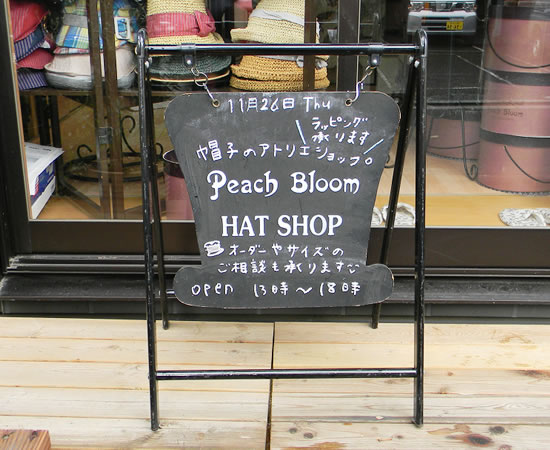 11月26日 Thu
ラッピング
承ります
帽子のアトリエショップ。
Peach Bloom
HAT SHOP
オーダーやサイズの
ご相談も承ります
open 13時〜18時
Bloom